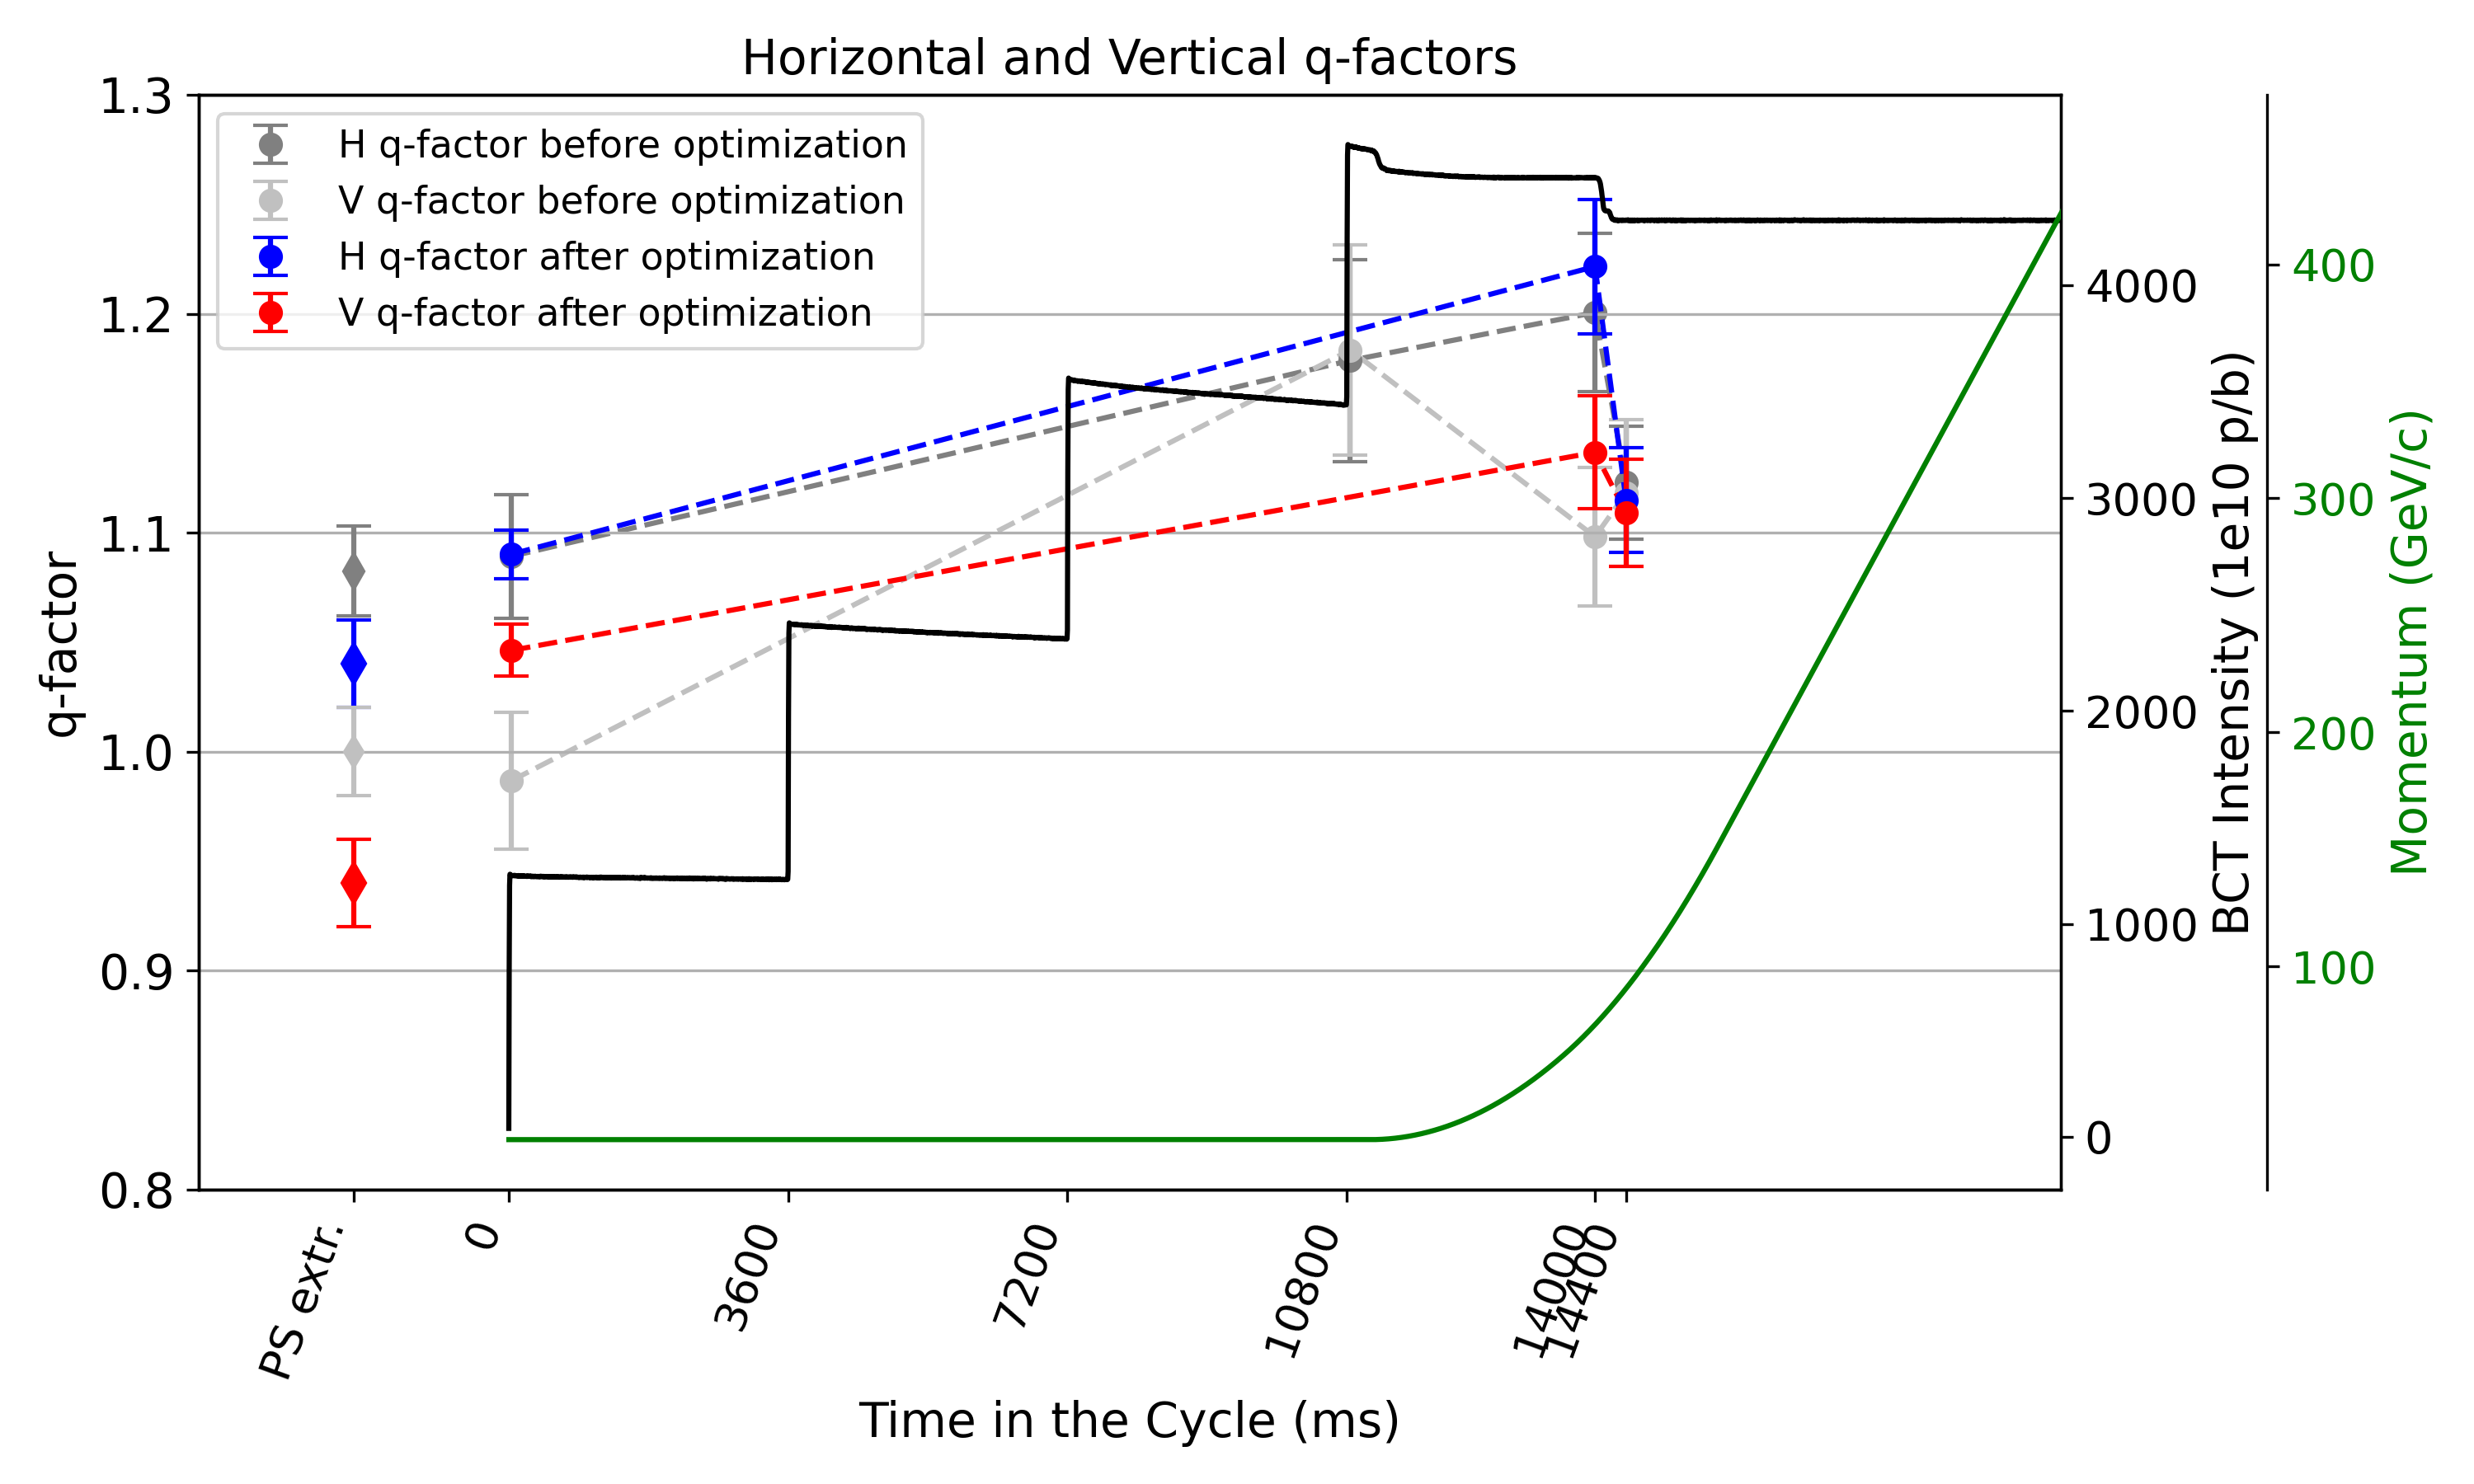 Horizontal and Vertical q-factors
H q-factor before optimization
V q-factor before optimization
H q-factor after optimization
V q-factor after optimization
q-factor
1.3
1.2
1.1
1.0
0.9
0.8
PS extr.
0
3600
7200
10800
14000
14400
Time in the Cycle (ms)
4000
3000
2000
1000
0
BCT Intensity (1e10 p/b)
400
300
200
100
Momentum (GeV/c)